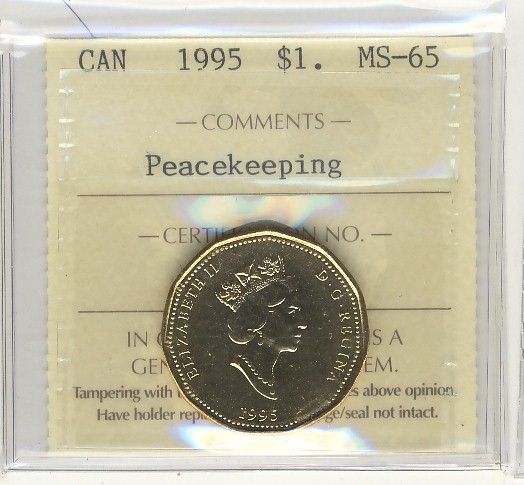 CAN 1995 $1. MS-65
— COMMENTS —
Peacekeeping
— CERTI ON NO. —
ELIZABETH II D·G·REGINA
1995
IN S A
GEN EM.
Tampering with s above opinion
Have holder rep ge/seal not intact.